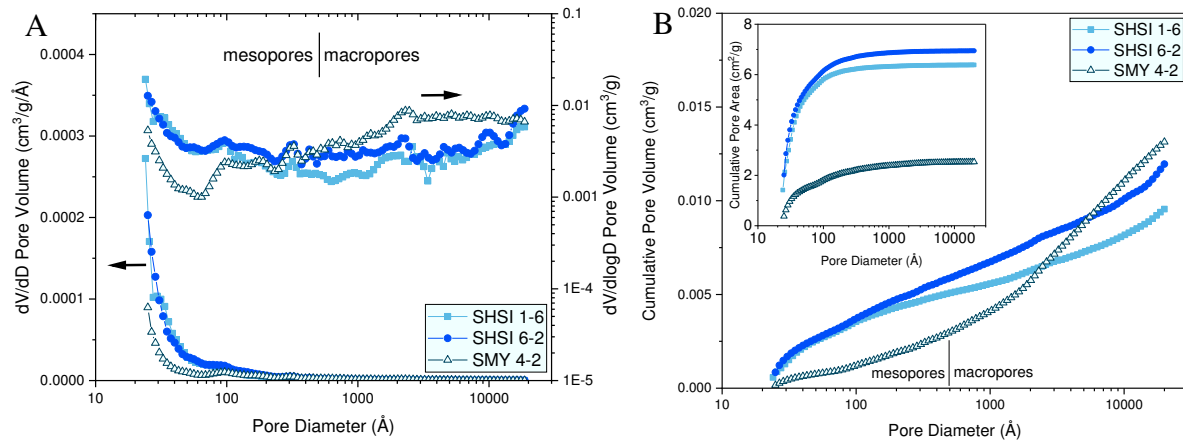 A
0.0004
0.0003
0.0002
0.0001
0.0000
dV/dD Pore Volume (cm³/g/Å)
mesopores
macropores
0.1
0.01
0.001
1E-4
1E-5
dV/dlogD Pore Volume (cm³/g)
SHSI 1-6
SHSI 6-2
SMY 4-2
100
1000
10000
Pore Diameter (Å)
B
0.020
0.015
0.010
0.005
0.000
Cumulative Pore Volume (cm³/g)
8
6
4
2
0
Cumulative Pore Area (cm²/g)
10
100
1000
10000
Pore Diameter (Å)
SHSI 1-6
SHSI 6-2
SMY 4-2
mesopores
macropores
10
100
1000
10000
Pore Diameter (Å)